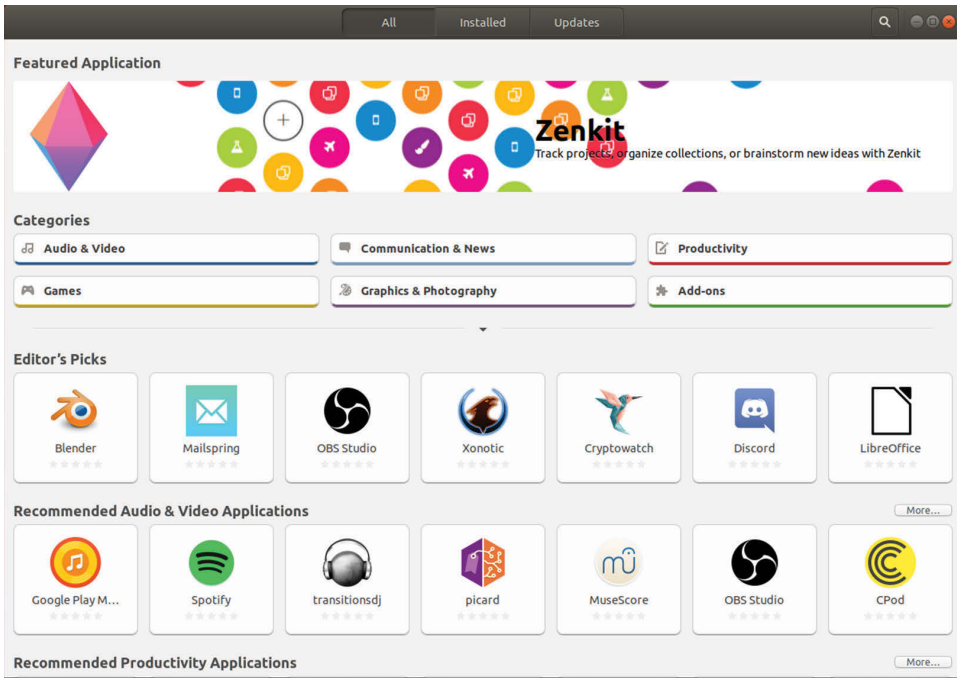 All Installed Updates
Featured Application
Zenkit
Track projects, organize collections, or brainstorm new ideas with Zenkit
Categories
Audio & Video Communication & News Productivity
Games Graphics & Photography Add-ons
Editor's Picks
Blender Mailspring OBS Studio Xonotic Cryptowatch Discord LibreOffice
Recommended Audio & Video Applications More...
Google Play M... Spotify transitionsdj picard MuseScore OBS Studio CPod
Recommended Productivity Applications More...